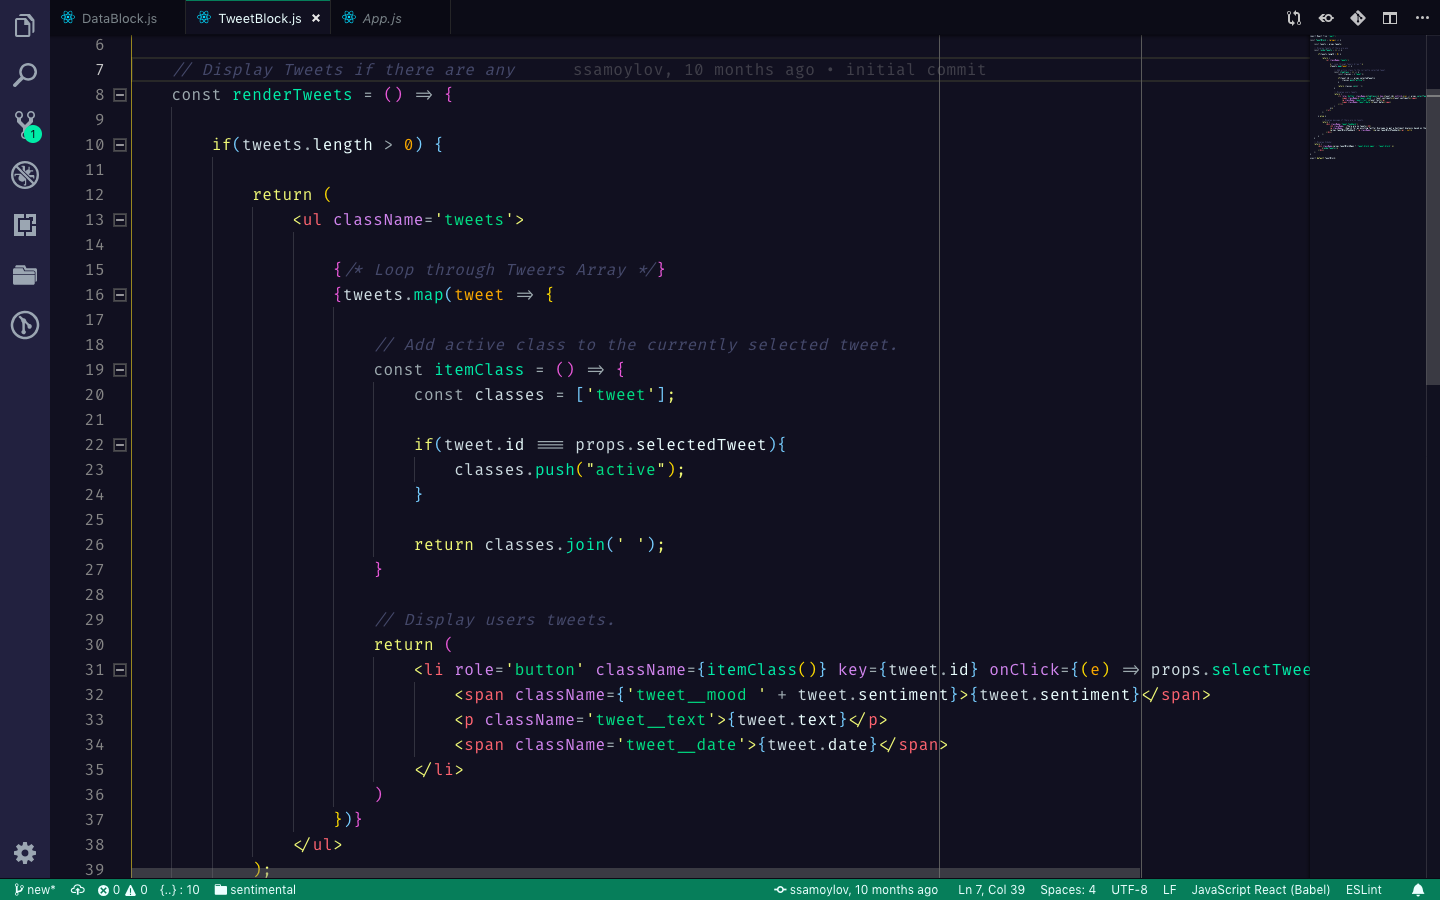 DataBlock.js TweetBlock.js × App.js
6
7 // Display Tweets if there are any ssamoylov, 10 months ago • initial commit
8 const renderTweets = () => {
9
10 if(tweets.length > 0) {
11
12 return (
13 <ul className='tweets'>
14
15 {/* Loop through Tweers Array */}
16 {tweets.map(tweet => {
17
18 // Add active class to the currently selected tweet.
19 const itemClass = () => {
20 const classes = ['tweet'];
21
22 if(tweet.id === props.selectedTweet){
23 classes.push("active");
24 }
25
26 return classes.join(' ');
27 }
28
29 // Display users tweets.
30 return (
31 <li role='button' className={itemClass()} key={tweet.id} onClick={(e) => props.selectTwee
32 <span className={'tweet__mood ' + tweet.sentiment}>{tweet.sentiment}</span>
33 <p className='tweet__text'>{tweet.text}</p>
34 <span className='tweet__date'>{tweet.date}</span>
35 </li>
36 )
37 })}
38 </ul>
39 );
1
new* 0 0 {..} : 10 sentimental ssamoylov, 10 months ago Ln 7, Col 39 Spaces: 4 UTF-8 LF JavaScript React (Babel) ESLint